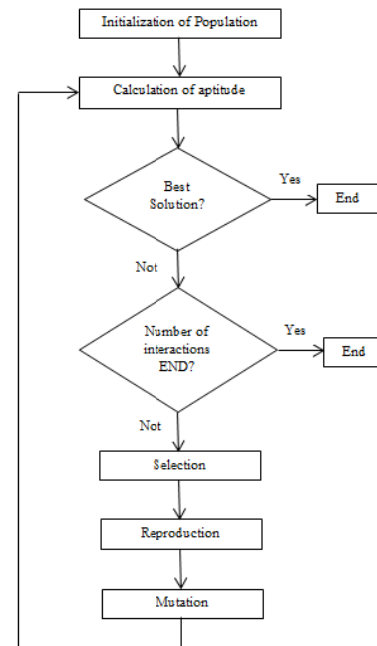 Initialization of Population
Calculation of aptitude
Best
Solution?
Yes
End
Not
Number of
interactions
END?
Yes
End
Not
Selection
Reproduction
Mutation